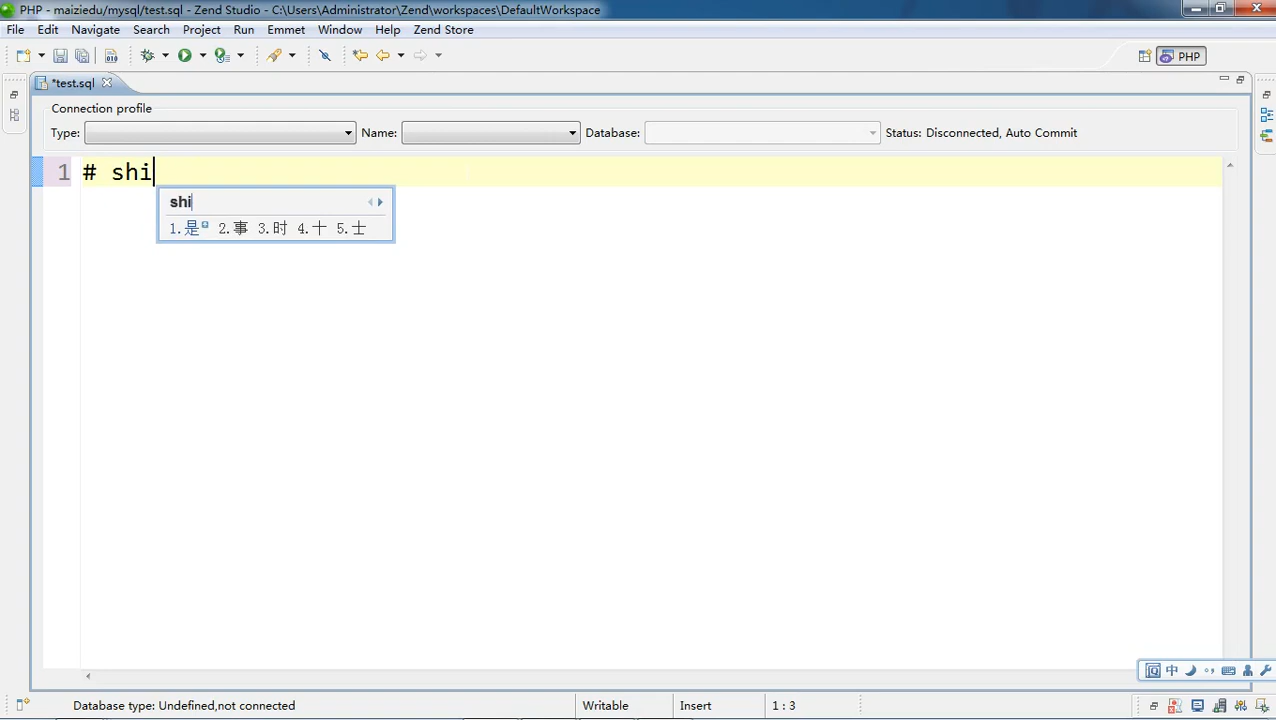 PHP - maiziedu/mysql/test.sql - Zend Studio - C:\Users\Administrator\Zend\workspaces\DefaultWorkspace
File Edit Navigate Search Project Run Emmet Window Help Zend Store
PHP
*test.sql
Connection profile
Type: Name: Database: Status: Disconnected, Auto Commit
1 # shi
shi
1.是 2.事 3.时 4.十 5.士
中
Database type: Undefined,not connected Writable Insert 1 : 3